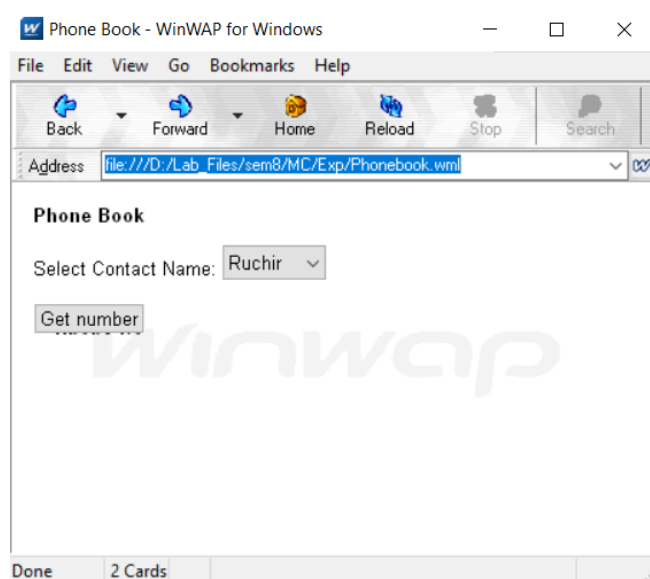 Phone Book - WinWAP for Windows
File Edit View Go Bookmarks Help
Back Forward Home Reload Stop Search
Address file:///D:/Lab_Files/sem8/MC/Exp/Phonebook.wml
Phone Book
Select Contact Name: Ruchir
Get number
winwap
Done 2 Cards